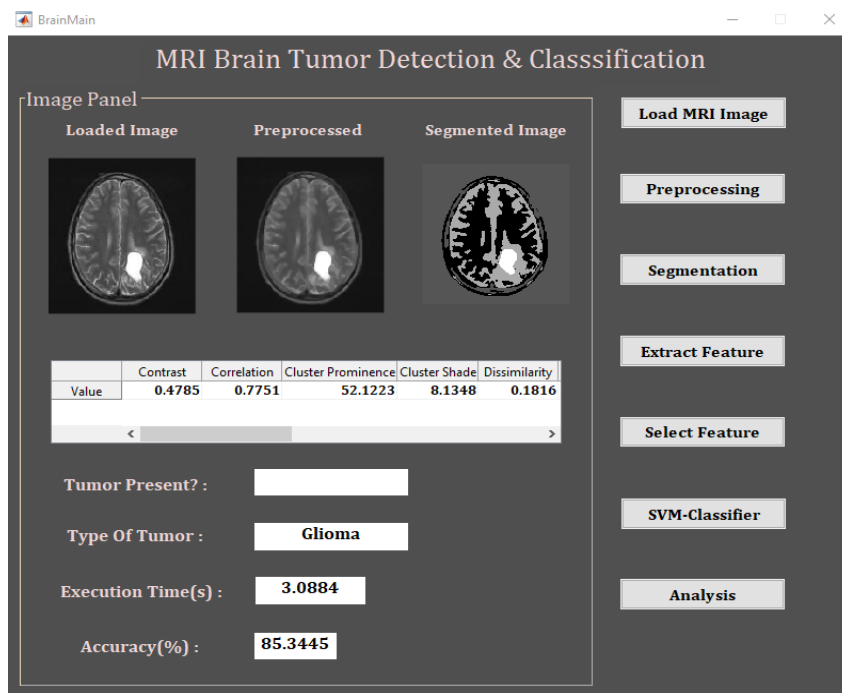 BrainMain
MRI Brain Tumor Detection & Classsification
Image Panel
Loaded Image Preprocessed Segmented Image
Contrast Correlation Cluster Prominence Cluster Shade Dissimilarity
Value 0.4785 0.7751 52.1223 8.1348 0.1816
Tumor Present? :
Type Of Tumor : Glioma
Execution Time(s) : 3.0884
Accuracy(%) : 85.3445
Load MRI Image
Preprocessing
Segmentation
Extract Feature
Select Feature
SVM-Classifier
Analysis